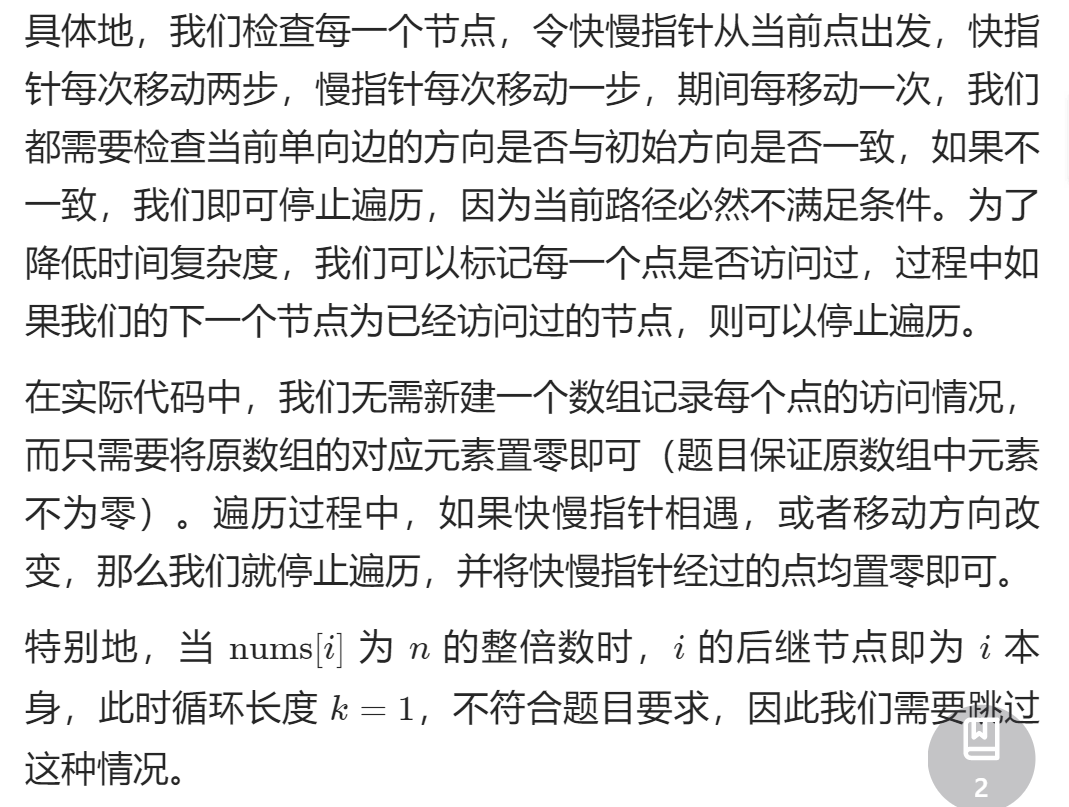 具体地，我们检查每一个节点，令快慢指针从当前点出发，快指
针每次移动两步，慢指针每次移动一步，期间每移动一次，我们
都需要检查当前单向边的方向是否与初始方向是否一致，如果不
一致，我们即可停止遍历，因为当前路径必然不满足条件。为了
降低时间复杂度，我们可以标记每一个点是否访问过，过程中如
果我们的下一个节点为已经访问过的节点，则可以停止遍历。
在实际代码中，我们无需新建一个数组记录每个点的访问情况，
而只需要将原数组的对应元素置零即可（题目保证原数组中元素
不为零）。遍历过程中，如果快慢指针相遇，或者移动方向改
变，那么我们就停止遍历，并将快慢指针经过的点均置零即可。
特别地，当 nums[i] 为 n 的整倍数时，i 的后继节点即为 i 本
身，此时循环长度 k = 1，不符合题目要求，因此我们需要跳过
这种情况。
2